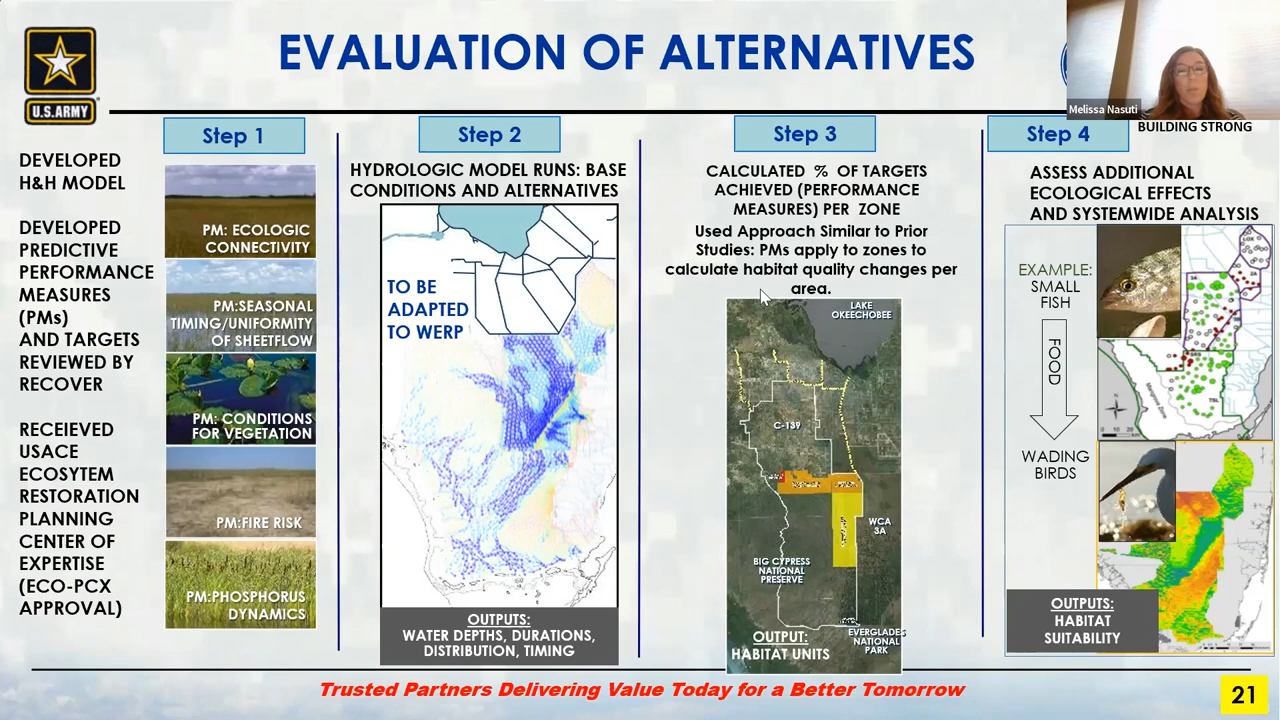 EVALUATION OF ALTERNATIVES
U.S.ARMY
Melissa Nasuti
BUILDING STRONG
Step 1
DEVELOPED
H&H MODEL
DEVELOPED
PREDICTIVE
PERFORMANCE
MEASURES
(PMs)
AND TARGETS
REVIEWED BY
RECOVER
RECEIEVED
USACE
ECOSYTEM
RESTORATION
PLANNING
CENTER OF
EXPERTISE
(ECO-PCX
APPROVAL)
PM: ECOLOGIC
CONNECTIVITY
PM:SEASONAL
TIMING/UNIFORMITY
OF SHEETFLOW
PM: CONDITIONS
FOR VEGETATION
PM:FIRE RISK
PM:PHOSPHORUS
DYNAMICS
Step 2
HYDROLOGIC MODEL RUNS: BASE
CONDITIONS AND ALTERNATIVES
TO BE
ADAPTED
TO WERP
OUTPUTS:
WATER DEPTHS, DURATIONS,
DISTRIBUTION, TIMING
Step 3
CALCULATED % OF TARGETS
ACHIEVED (PERFORMANCE
MEASURES) PER ZONE
Used Approach Similar to Prior
Studies: PMs apply to zones to
calculate habitat quality changes per
area.
LAKE
OKEECHOBEE
C-139
WCA
3A
BIG CYPRESS
NATIONAL
PRESERVE
EVERGLADES
NATIONAL
PARK
OUTPUT:
HABITAT UNITS
Step 4
ASSESS ADDITIONAL
ECOLOGICAL EFFECTS
AND SYSTEMWIDE ANALYSIS
EXAMPLE:
SMALL
FISH
FOOD
WADING
BIRDS
OUTPUTS:
HABITAT
SUITABILITY
Trusted Partners Delivering Value Today for a Better Tomorrow
21